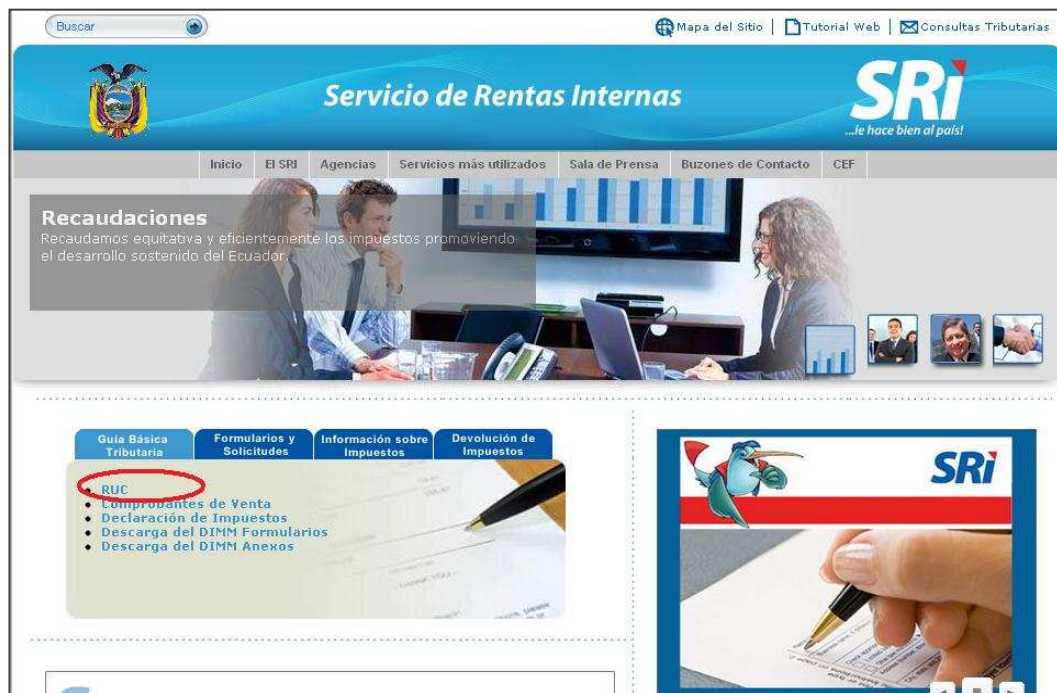 Buscar
Mapa del Sitio | Tutorial Web | Consultas Tributarias
Servicio de Rentas Internas
SRi
...le hace bien al país!
Inicio El SRI Agencias Servicios más utilizados Sala de Prensa Buzones de Contacto CEF
Recaudaciones
Recaudamos equitativa y eficientemente los impuestos promoviendo
el desarrollo sostenido del Ecuador.
Guía Básica
Tributaria
Formularios y
Solicitudes
Información sobre
Impuestos
Devolución de
Impuestos
RUC
Comprobantes de Venta
Declaración de Impuestos
Descarga del DIMM Formularios
Descarga del DIMM Anexos
SRi